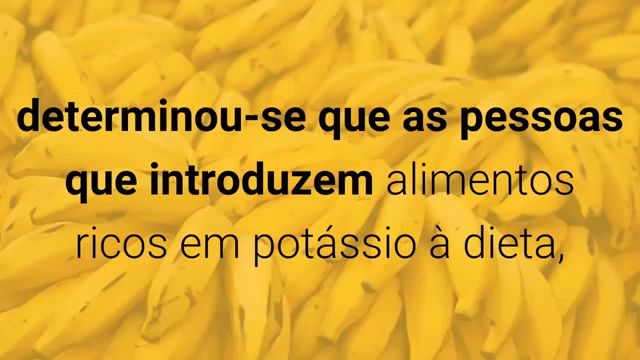 determinou-se que as pessoas
que introduzem alimentos
ricos em potássio à dieta,